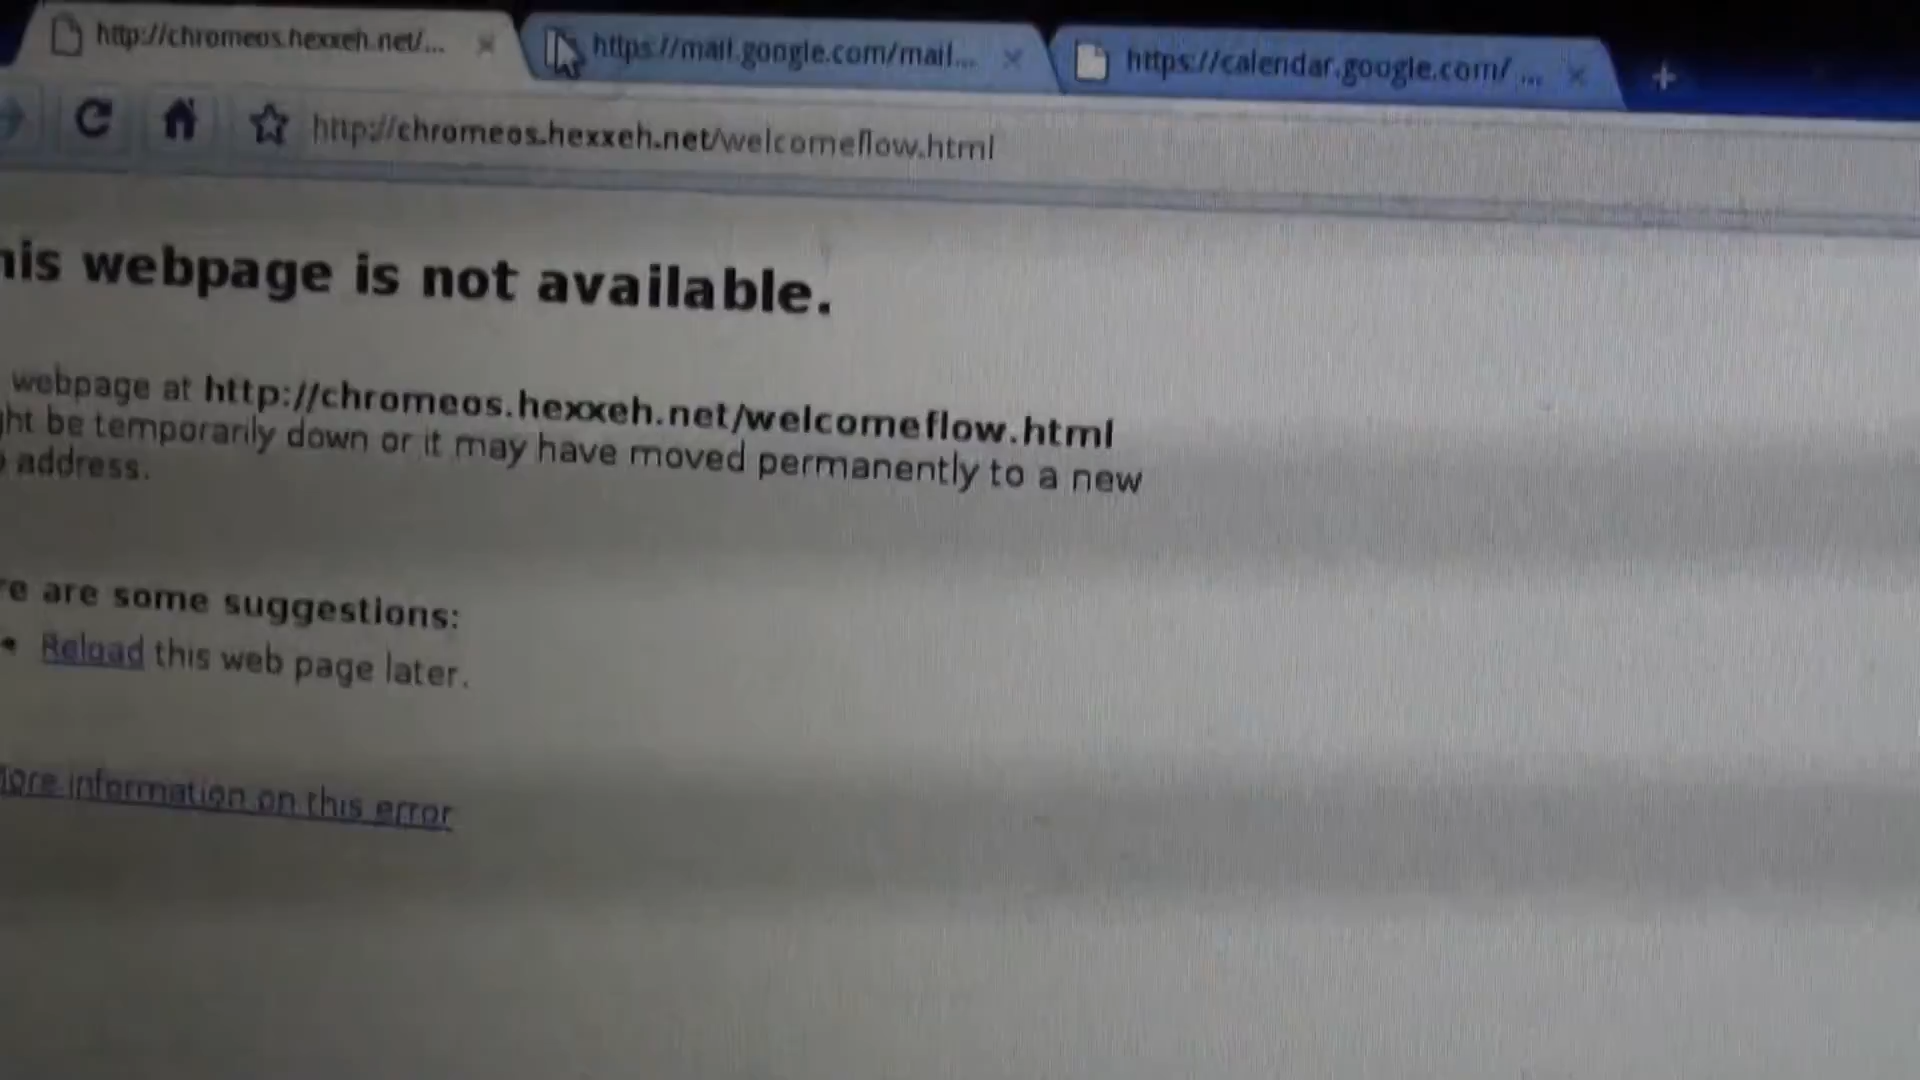 http://chromeos.hexxeh.net/... https://mail.google.com/mail... https://calendar.google.com/ ...
http://chromeos.hexxeh.net/welcomeflow.html
his webpage is not available.
webpage at http://chromeos.hexxeh.net/welcomeflow.html
ght be temporarily down or it may have moved permanently to a new
address.
re are some suggestions:
• Reload this web page later.
More information on this error